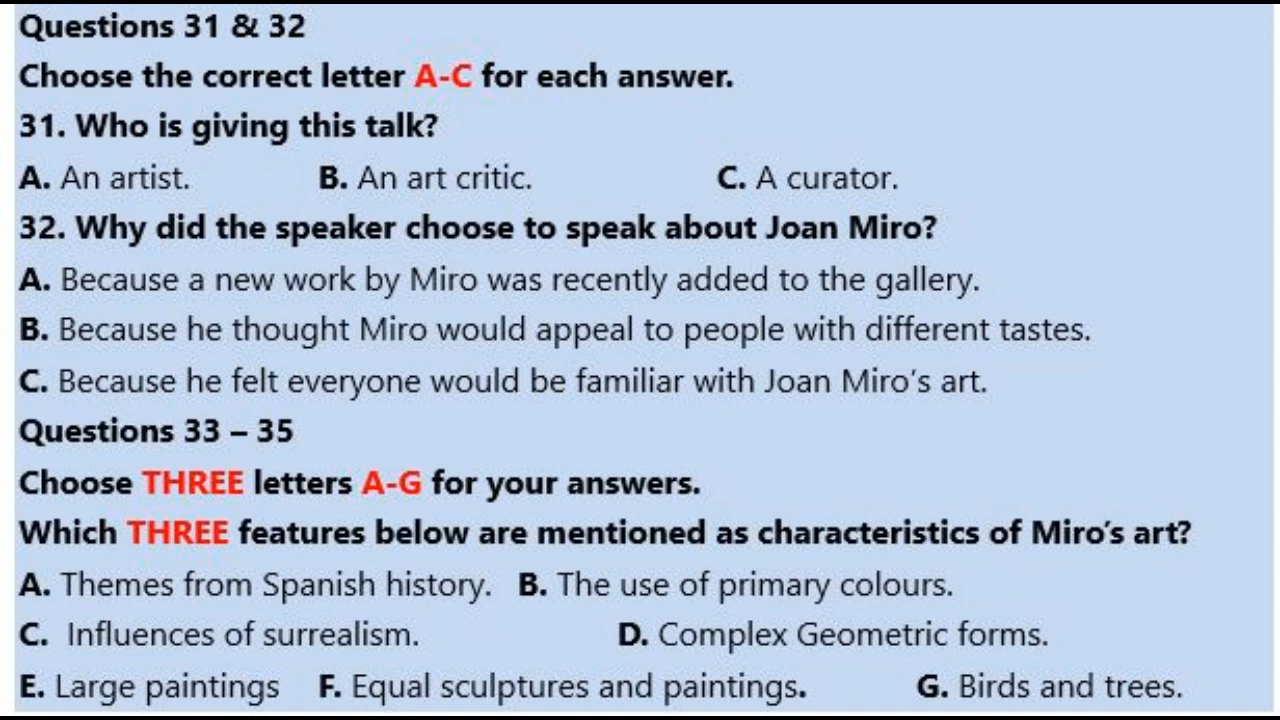 Questions 31 & 32
Choose the correct letter A-C for each answer.
31. Who is giving this talk?
A. An artist. B. An art critic. C. A curator.
32. Why did the speaker choose to speak about Joan Miro?
A. Because a new work by Miro was recently added to the gallery.
B. Because he thought Miro would appeal to people with different tastes.
C. Because he felt everyone would be familiar with Joan Miro’s art.
Questions 33 – 35
Choose THREE letters A-G for your answers.
Which THREE features below are mentioned as characteristics of Miro’s art?
A. Themes from Spanish history. B. The use of primary colours.
C. Influences of surrealism. D. Complex Geometric forms.
E. Large paintings F. Equal sculptures and paintings. G. Birds and trees.